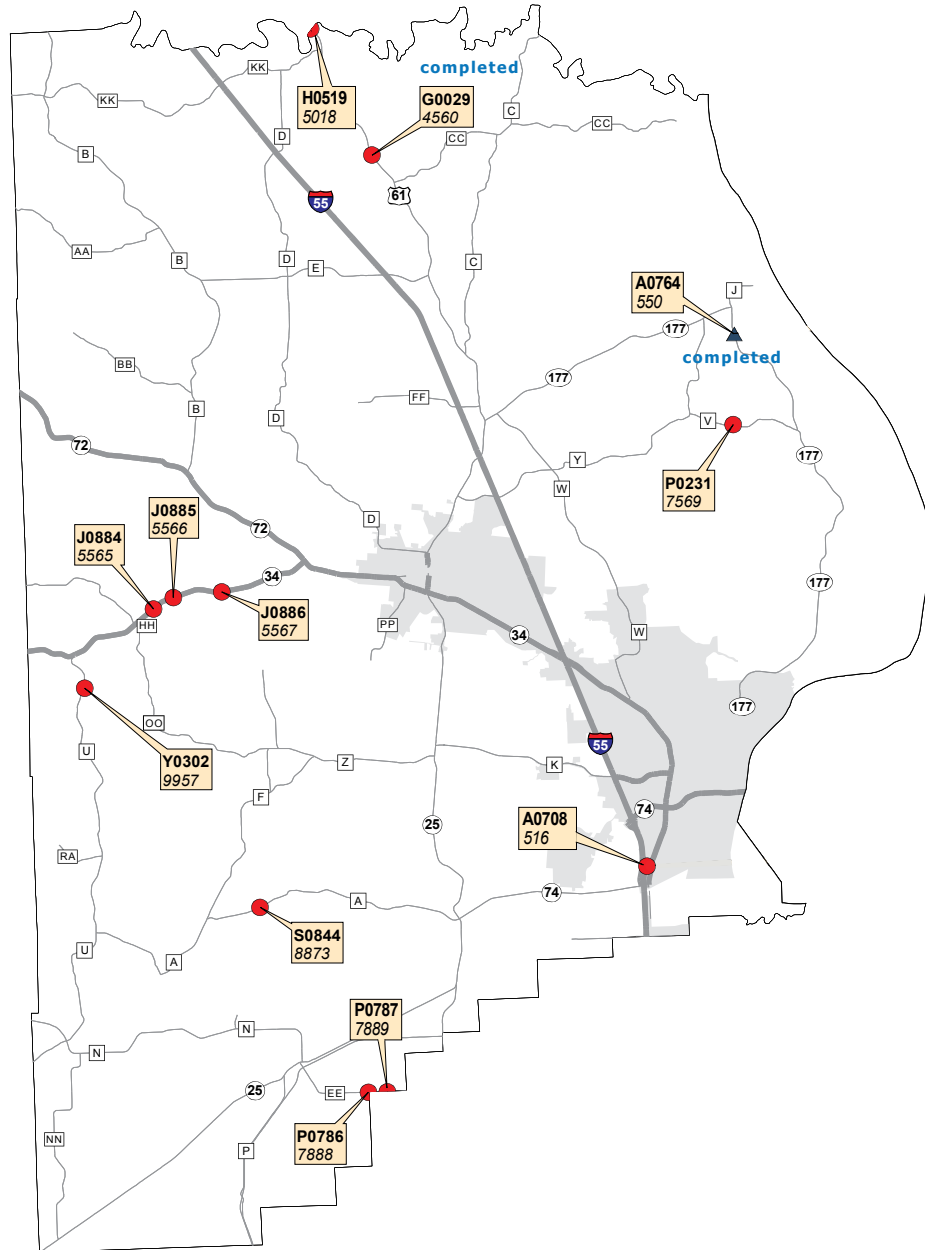 KK
completed
H0519
5018
G0029
4560
KK
C
CC
D
CC
B
61
55
AA
B
D
E
C
A0764
550
J
177
completed
BB
177
FF
B
D
72
V
177
Y
P0231
7569
W
J0885
5566
D
72
J0884
5565
34
177
J0886
5567
HH
PP
34
W
177
OO
U
Y0302
9957
Z
55
K
F
74
25
A0708
516
RA
74
A
S0844
8873
U
A
P0787
7889
N
N
25
EE
P0786
7888
NN
P